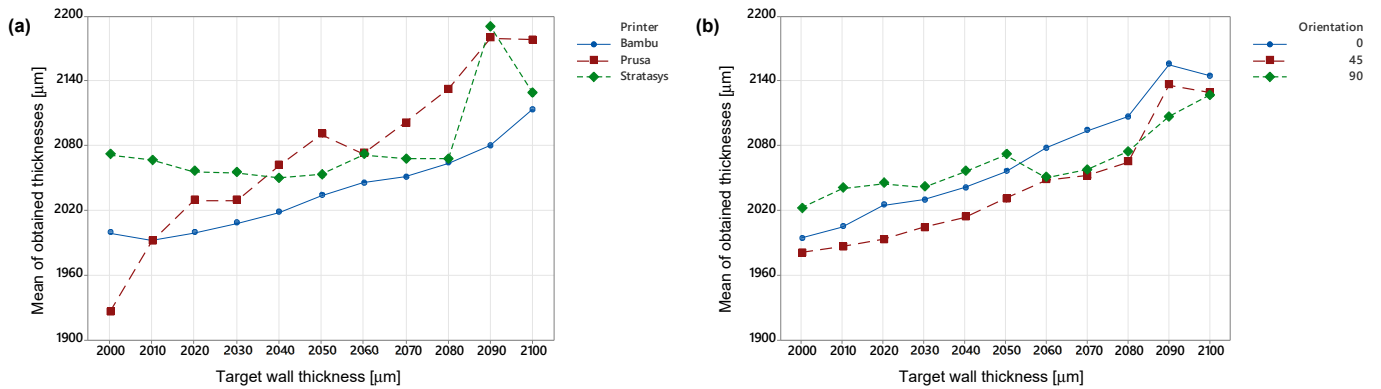 (a)
Mean of obtained thicknesses [µm]
2200
2140
2080
2020
1960
1900
2000 2010 2020 2030 2040 2050 2060 2070 2080 2090 2100
Target wall thickness [µm]
Printer
Bambu
Prusa
Stratasys
(b)
Mean of obtained thicknesses [µm]
2200
2140
2080
2020
1960
1900
2000 2010 2020 2030 2040 2050 2060 2070 2080 2090 2100
Target wall thickness [µm]
Orientation
0
45
90